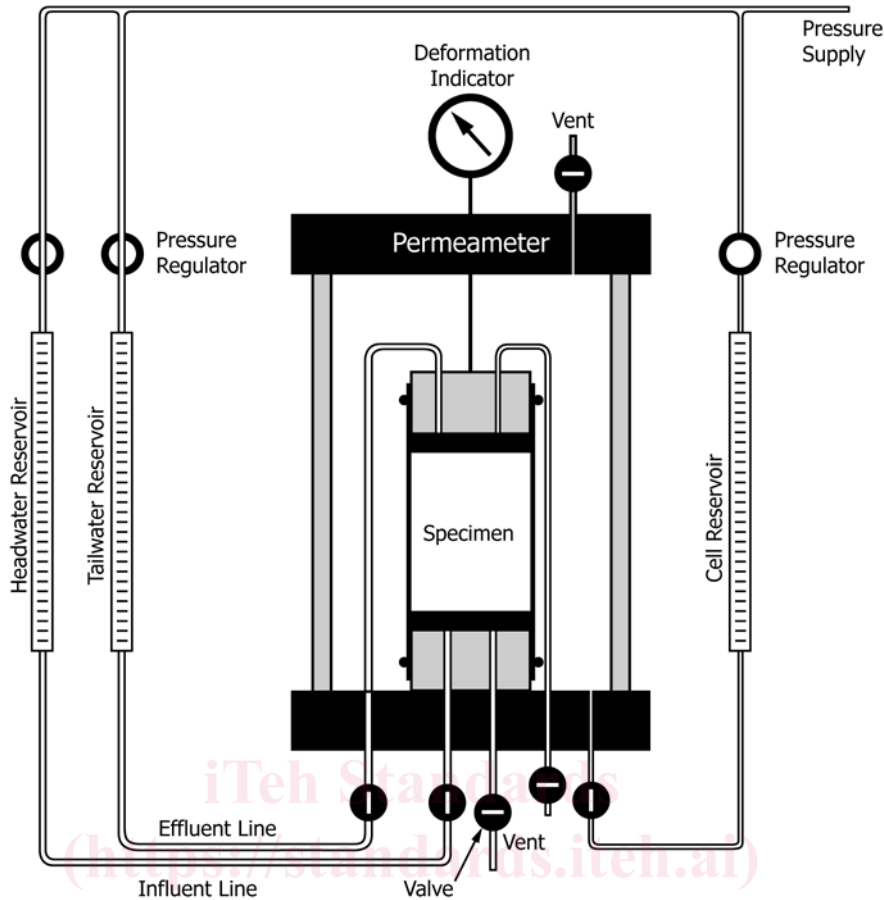 Pressure
Supply
Deformation
Indicator
Vent
Permeameter
Pressure
Regulator
Pressure
Regulator
Headwater Reservoir
Tailwater Reservoir
Cell Reservoir
Specimen
iTeh Standards
Effluent Line
Vent
(https://standards.iteh.ai)
Influent Line
Valve